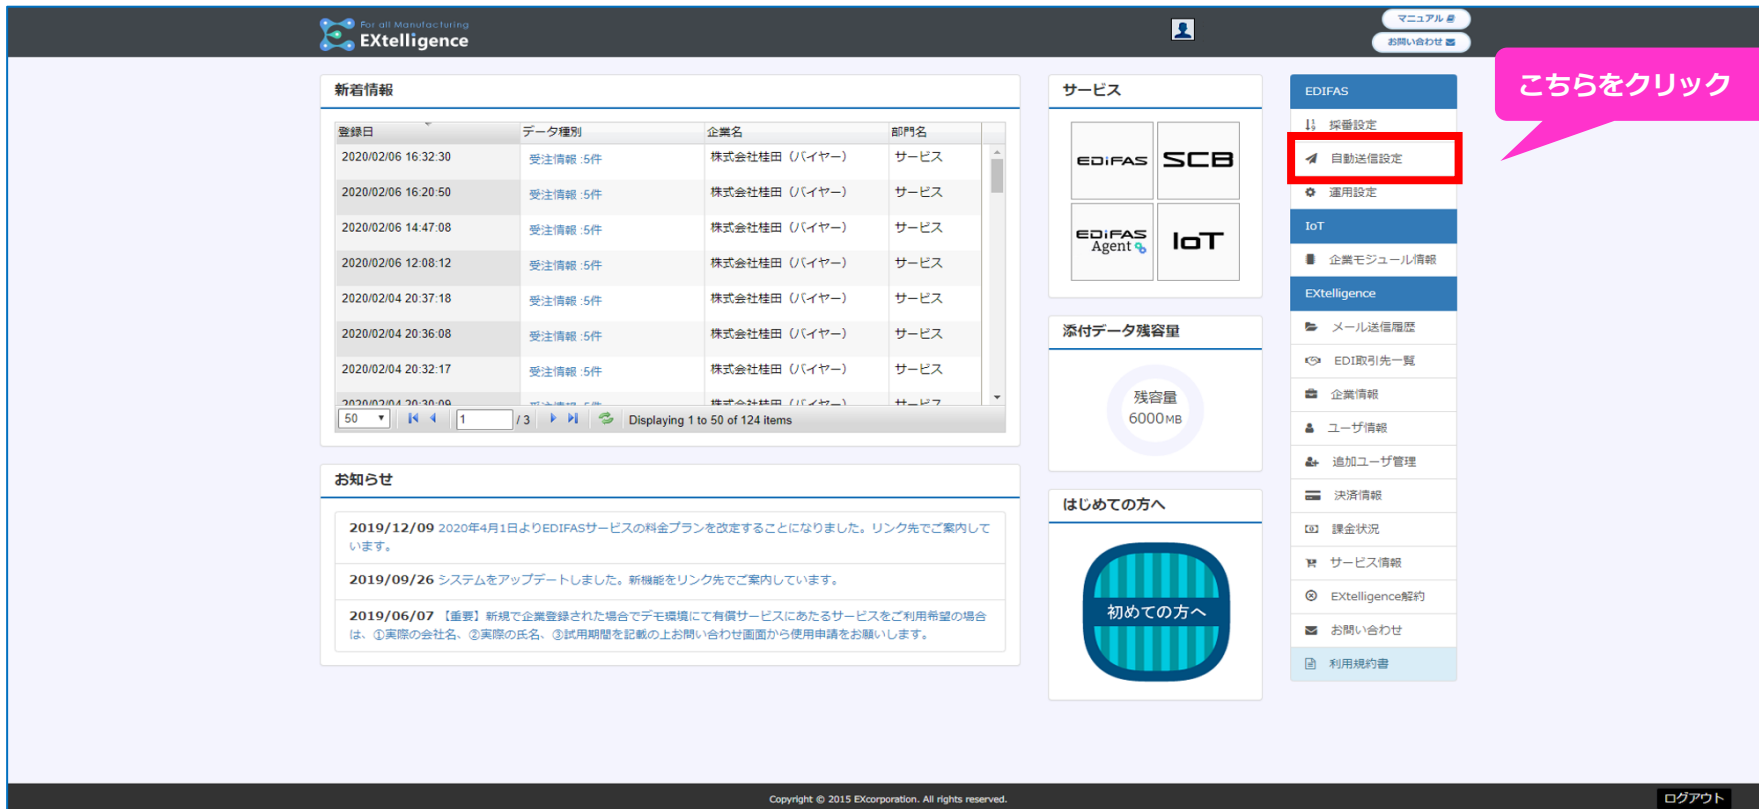 For all Manufacturing
EXtelligence
マニュアル
お問い合わせ
こちらをクリック
新着情報
登録日 データ種別 企業名 部門名
2020/02/06 16:32:30 受注情報 :5件 株式会社桂田（バイヤー） サービス
2020/02/06 16:20:50 受注情報 :5件 株式会社桂田（バイヤー） サービス
2020/02/06 14:47:08 受注情報 :5件 株式会社桂田（バイヤー） サービス
2020/02/06 12:08:12 受注情報 :5件 株式会社桂田（バイヤー） サービス
2020/02/04 20:37:18 受注情報 :5件 株式会社桂田（バイヤー） サービス
2020/02/04 20:36:08 受注情報 :5件 株式会社桂田（バイヤー） サービス
2020/02/04 20:32:17 受注情報 :5件 株式会社桂田（バイヤー） サービス
2020/02/04 20:30:09 受注情報 :5件 株式会社桂田（バイヤー） サービス
50 1 / 3 Displaying 1 to 50 of 124 items
お知らせ
2019/12/09 2020年4月1日よりEDIFASサービスの料金プランを改定することになりました。リンク先でご案内して
います。
2019/09/26 システムをアップデートしました。新機能をリンク先でご案内しています。
2019/06/07 【重要】新規で企業登録された場合でデモ環境にて有償サービスにあたるサービスをご利用希望の場合
は、①実際の会社名、②実際の氏名、③試用期間を記載の上お問い合わせ画面から使用申請をお願いします。
サービス
EDIFAS SCB
EDIFAS
Agent
IoT
添付データ残容量
残容量
6000MB
はじめての方へ
初めての方へ
EDIFAS
採番設定
自動送信設定
運用設定
IoT
企業モジュール情報
EXtelligence
メール送信履歴
EDI取引先一覧
企業情報
ユーザ情報
追加ユーザ管理
決済情報
課金状況
サービス情報
EXtelligence解約
お問い合わせ
利用規約書
Copyright © 2015 EXcorporation. All rights reserved.
ログアウト